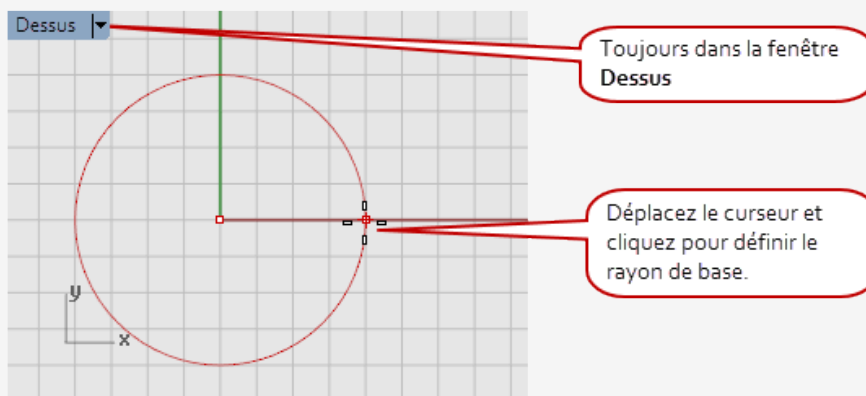 Dessus
Toujours dans la fenêtre
Dessus
Déplacez le curseur et
cliquez pour définir le
rayon de base.
y
x